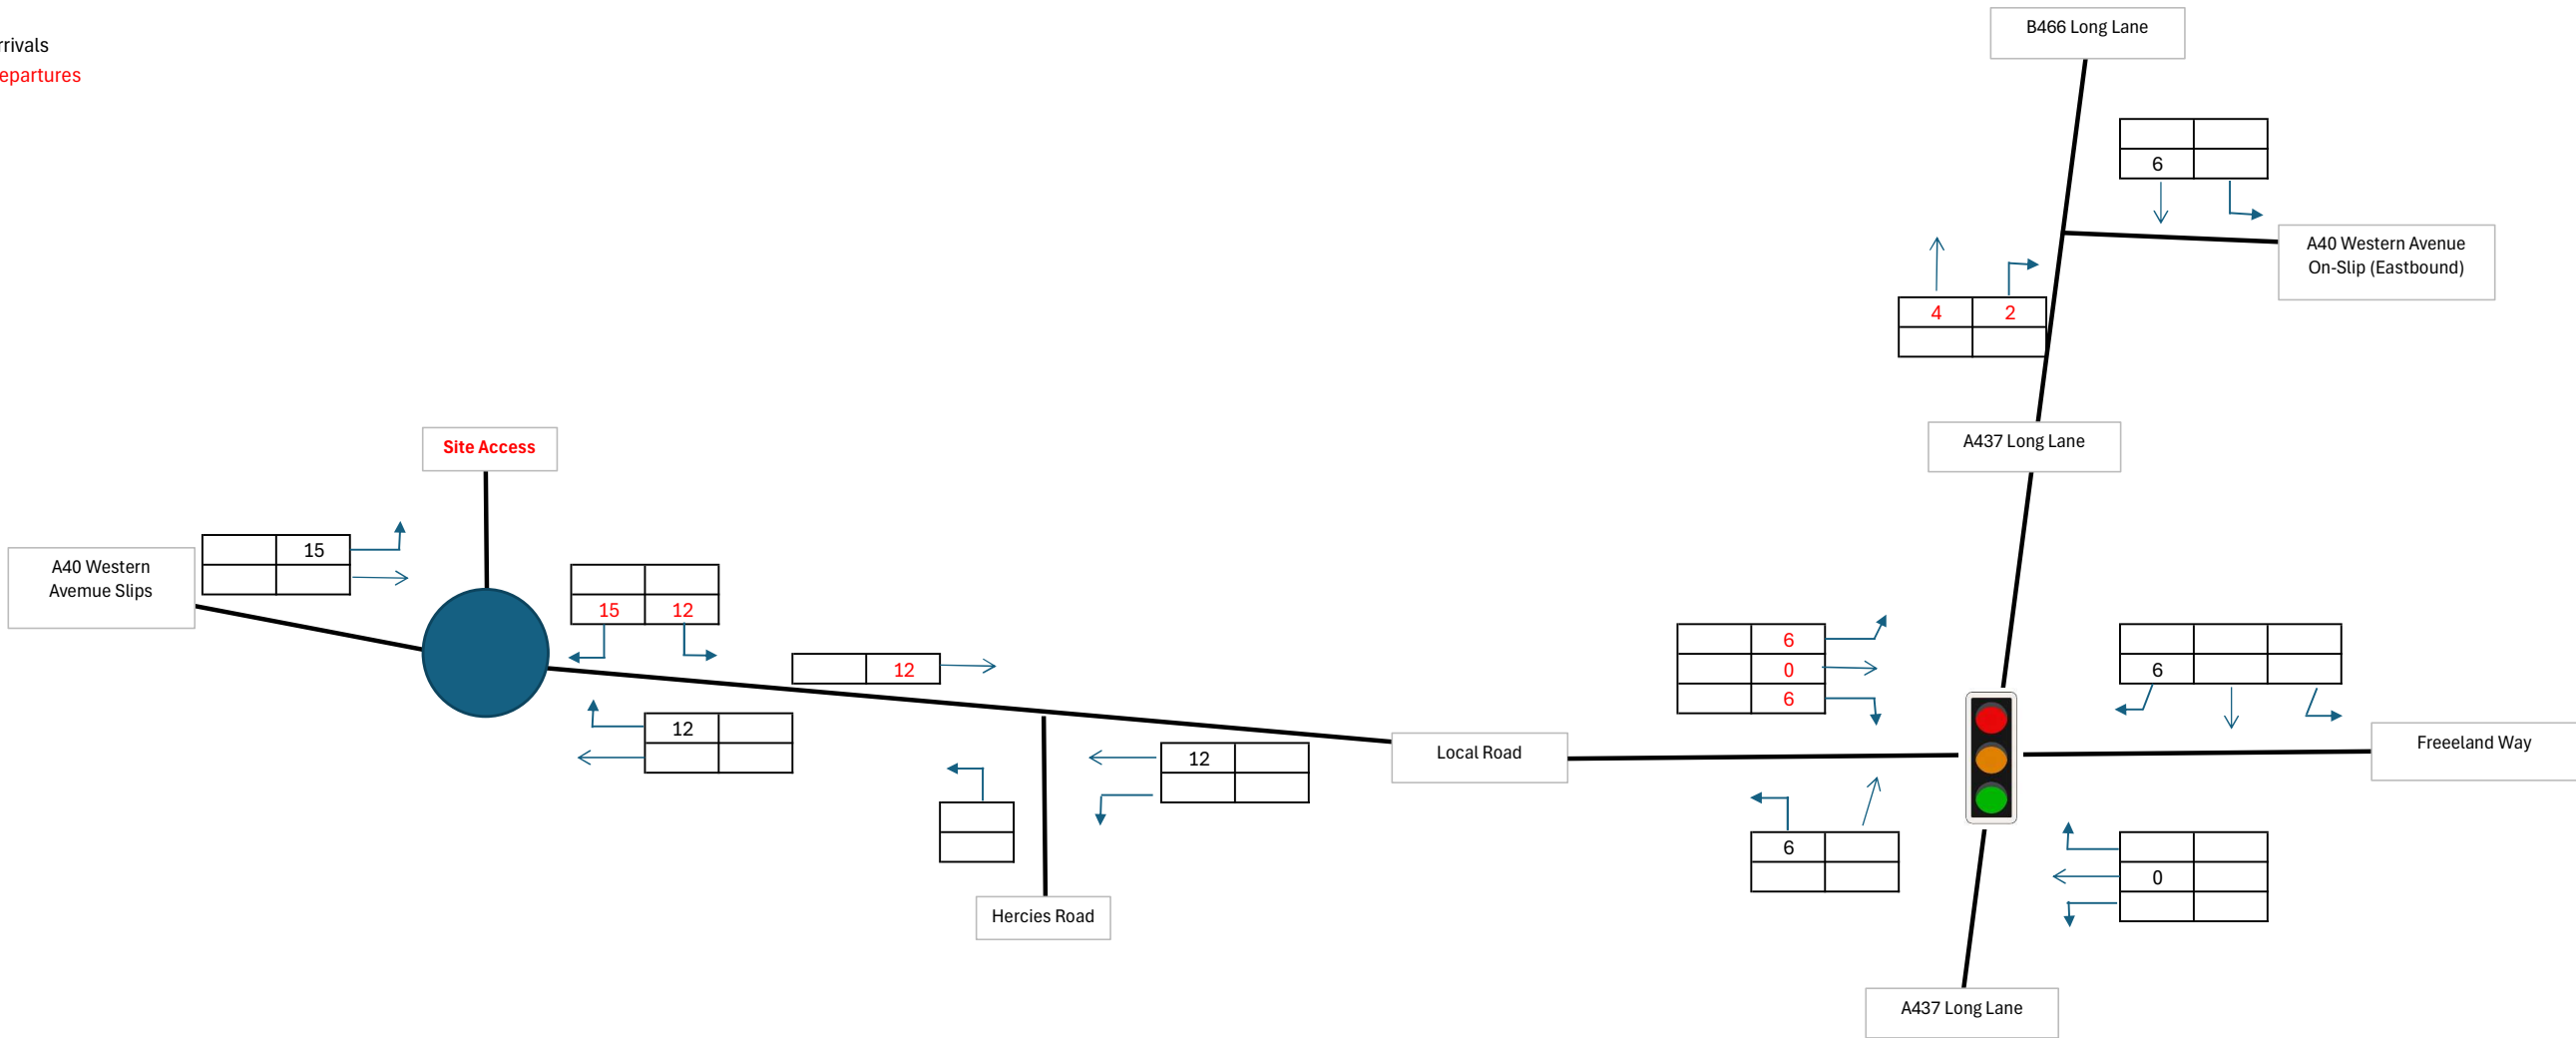 B466 Long Lane
rrivals
epartures
6
A40 Western Avenue
On-Slip (Eastbound)
4 2
Site Access
A437 Long Lane
15
A40 Western
Avemue Slips
15 12
12
6
0
6
6
12
12
Local Road
Freeeland Way
6
0
Hercies Road
A437 Long Lane